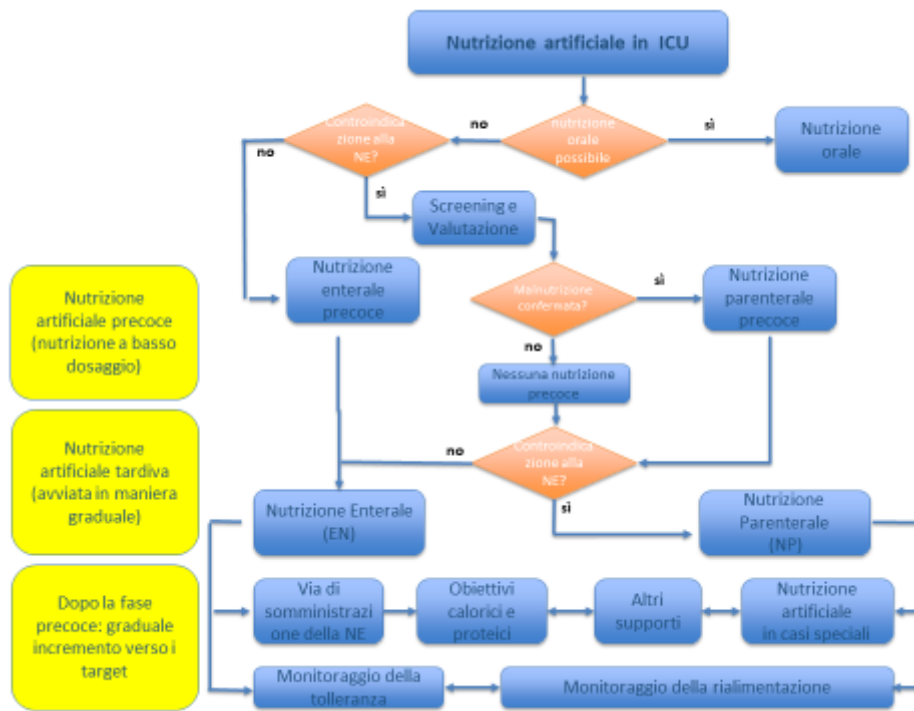 Nutrizione artificiale in ICU
Controindica
zione alla
NE?
no
nutrizione
orale
possibile
sì
Nutrizione
orale
no
sì
Screening e
Valutazione
Nutrizione
artificiale precoce
(nutrizione a basso
dosaggio)
Nutrizione
enterale
precoce
Malnutrizione
confermata?
sì
Nutrizione
parenterale
precoce
no
Nessuna nutrizione
precoce
Nutrizione
artificiale tardiva
(avviata in maniera
graduale)
no
Controindica
zione alla
NE?
sì
Nutrizione Enterale
(EN)
Nutrizione
Parenterale
(NP)
Dopo la fase
precoce: graduale
incremento verso i
target
Via di
somministrazi
one della NE
Obiettivi
calorici e
proteici
Altri
supporti
Nutrizione
artificiale
in casi speciali
Monitoraggio della
tolleranza
Monitoraggio della rialimentazione